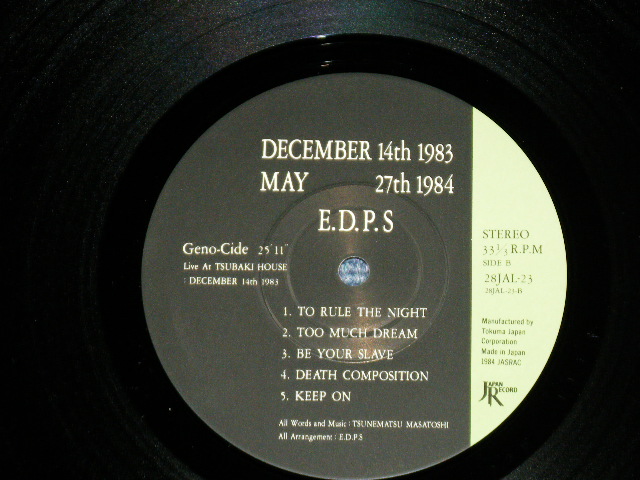 DECEMBER 14th 1983
MAY 27th 1984
E.D.P.S
Geno-Cide 25'11"
Live At TSUBAKI HOUSE
: DECEMBER 14th 1983
1. TO RULE THE NIGHT
2. TOO MUCH DREAM
3. BE YOUR SLAVE
4. DEATH COMPOSITION
5. KEEP ON
All Words and Music : TSUNEMATSU MASATOSHI
All Arrangement : E.D.P.S
STEREO
33 1/3 R.P.M
SIDE B
28JAL-23
28JAL-23-B
Manufactured by
Tokuma Japan
Corporation
Made in Japan
1984 JASRAC
JAPAN
RECORD